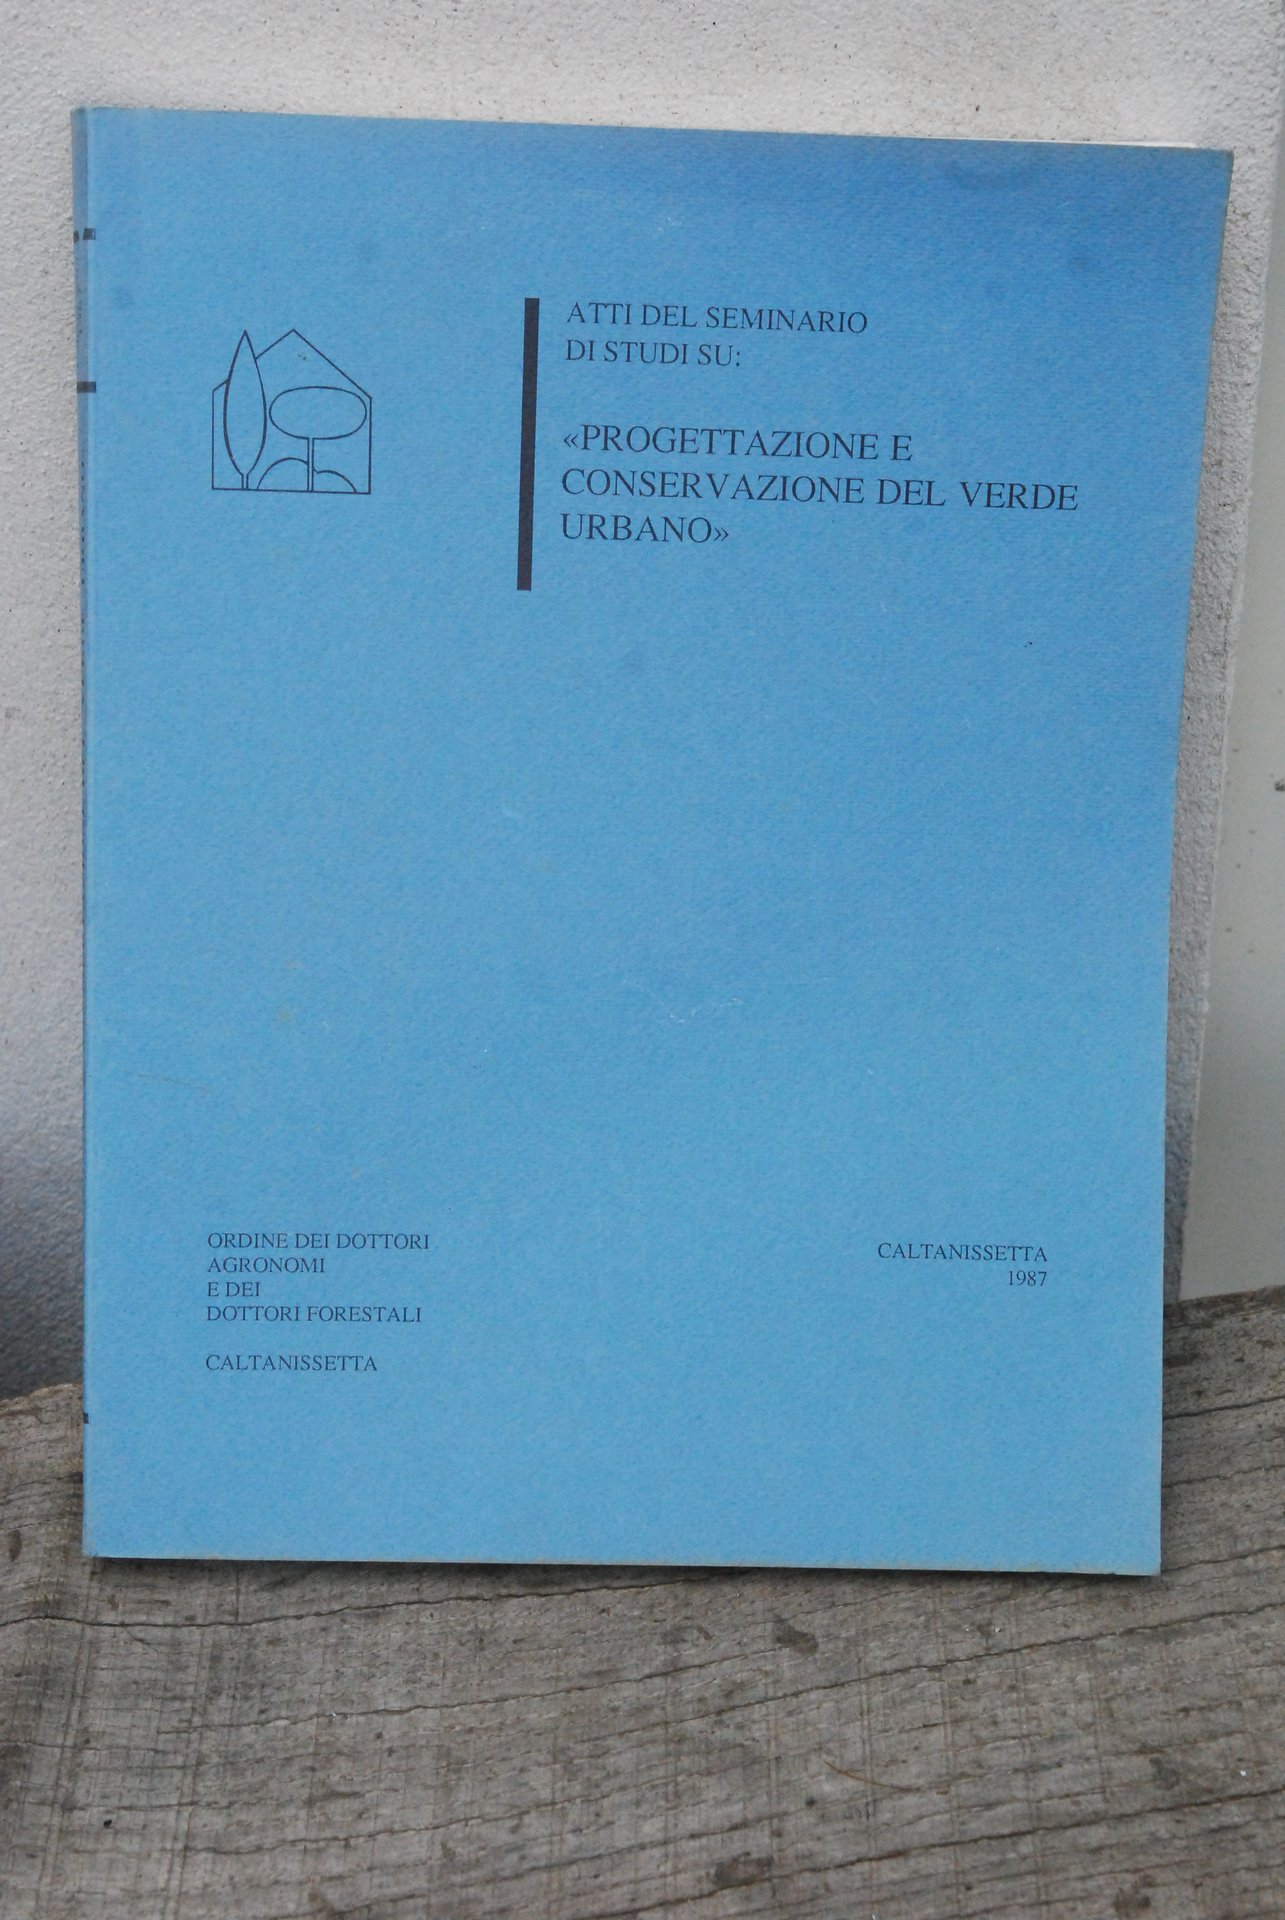 ATTI DEL SEMINARIO
DI STUDI SU:
«PROGETTAZIONE E
CONSERVAZIONE DEL VERDE
URBANO»
ORDINE DEI DOTTORI
AGRONOMI
E DEI
DOTTORI FORESTALI
CALTANISSETTA
CALTANISSETTA
1987